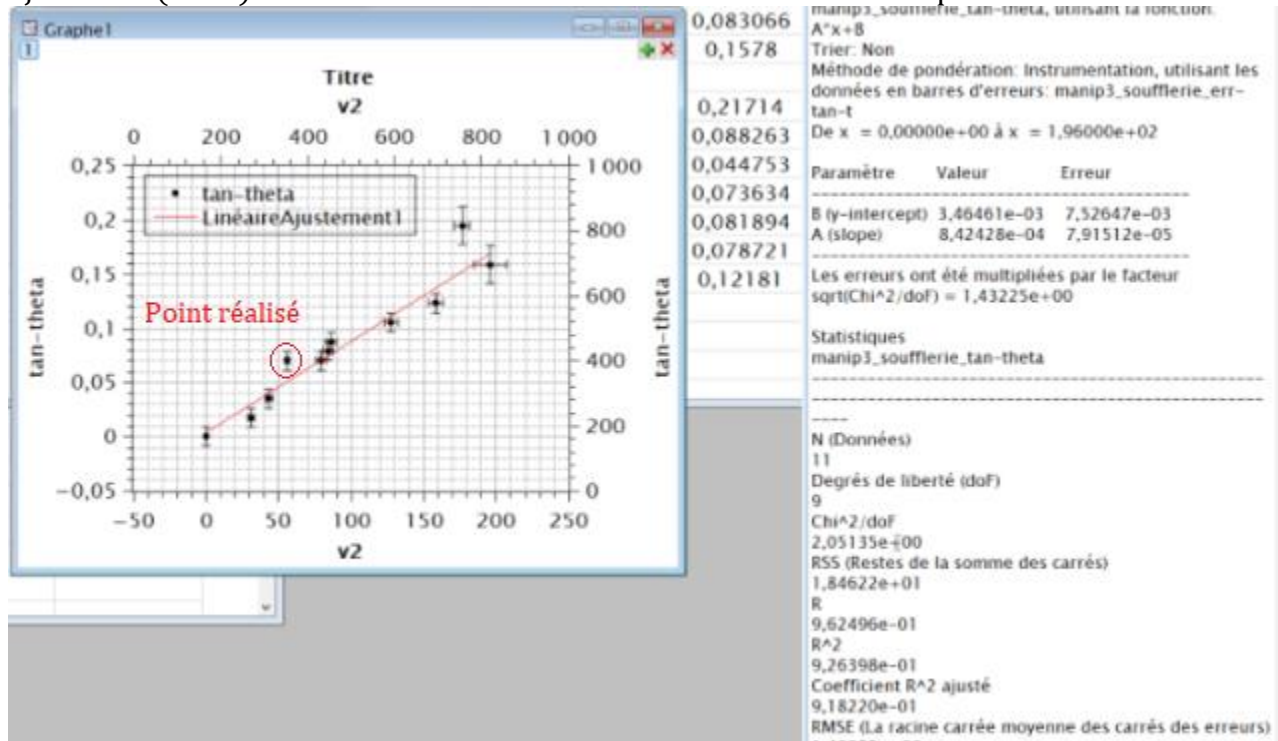 Graphe1
1
Titre
v2
0 200 400 600 800 1 000
0,25
0,2
0,15
0,1
0,05
0
−0,05
1 000
800
600
400
200
0
tan-theta
LinéaireAjustement1
Point réalisé
tan-theta
tan-theta
−50 0 50 100 150 200 250
v2
0,083066
0,1578
0,21714
0,088263
0,044753
0,073634
0,081894
0,078721
0,12181
manip3_soufflerie_tan-theta, utilisant la fonction:
A*x+B
Trier: Non
Méthode de pondération: Instrumentation, utilisant les
données en barres d'erreurs: manip3_soufflerie_err-
tan-t
De x = 0,00000e+00 à x = 1,96000e+02
Paramètre Valeur Erreur
B (y-intercept) 3,46461e-03 7,52647e-03
A (slope) 8,42428e-04 7,91512e-05
Les erreurs ont été multipliées par le facteur
sqrt(Chi^2/doF) = 1,43225e+00
Statistiques
manip3_soufflerie_tan-theta
N (Données)
11
Degrés de liberté (doF)
9
Chi^2/doF
2,05135e+00
RSS (Restes de la somme des carrés)
1,84622e+01
R
9,62496e-01
R^2
9,26398e-01
Coefficient R^2 ajusté
9,18220e-01
RMSE (La racine carrée moyenne des carrés des erreurs)